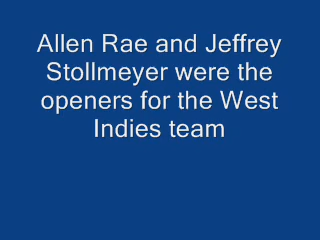 Allen Rae and Jeffrey
Stollmeyer were the
openers for the West
Indies team